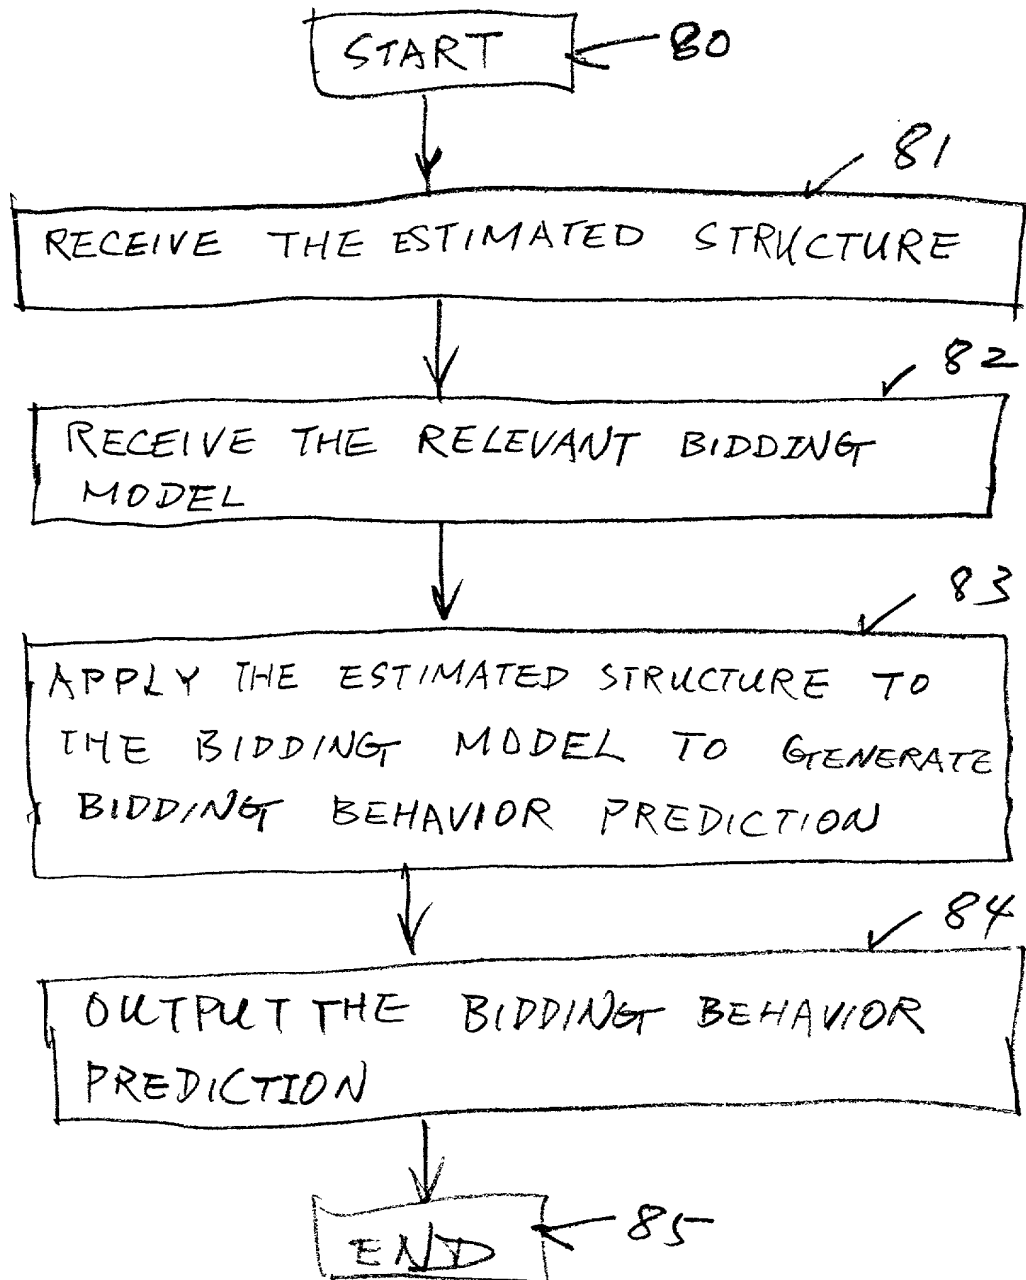 START 80
81
RECEIVE THE ESTIMATED STRUCTURE
82
RECEIVE THE RELEVANT BIDDING
MODEL
83
APPLY THE ESTIMATED STRUCTURE TO
THE BIDDING MODEL TO GENERATE
BIDDING BEHAVIOR PREDICTION
84
OUTPUT THE BIDDING BEHAVIOR
PREDICTION
END 85